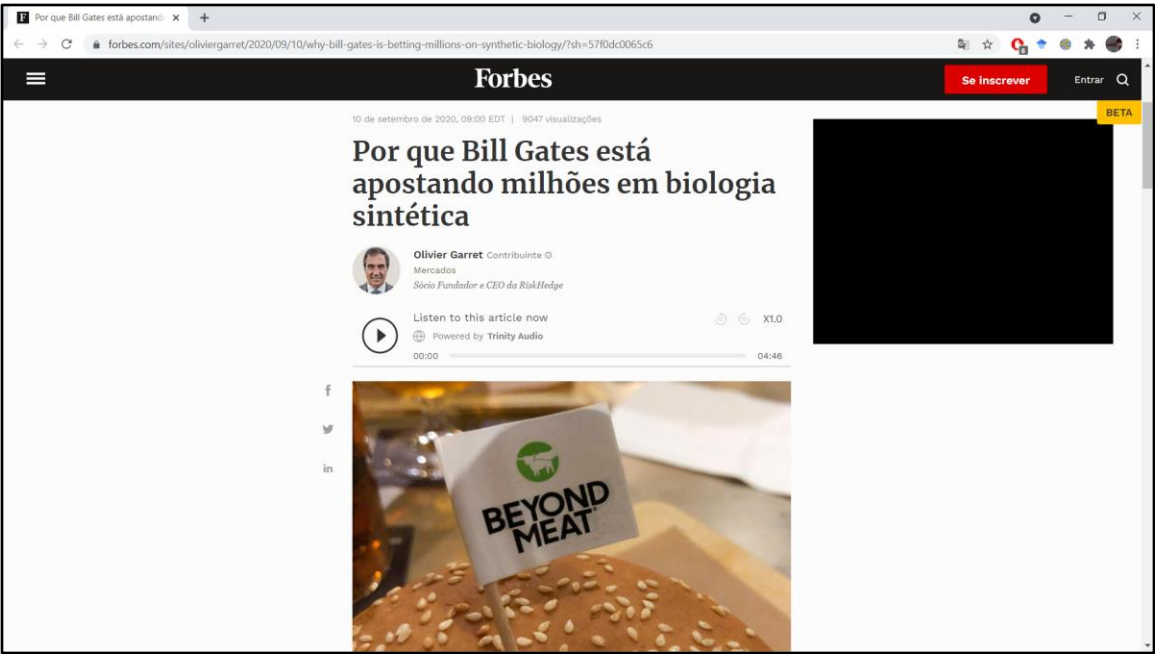 Por que Bill Gates está apostand
forbes.com/sites/oliviergarret/2020/09/10/why-bill-gates-is-betting-millions-on-synthetic-biology/?sh=57f0dc0065c6
Forbes
Se inscrever
Entrar
BETA
10 de setembro de 2020, 09:00 EDT | 9047 visualizações
Por que Bill Gates está
apostando milhões em biologia
sintética
Olivier Garret Contribuinte
Mercados
Sócio Fundador e CEO da RiskHedge
Listen to this article now
X1.0
Powered by Trinity Audio
00:00
04:46
BEYOND
MEAT